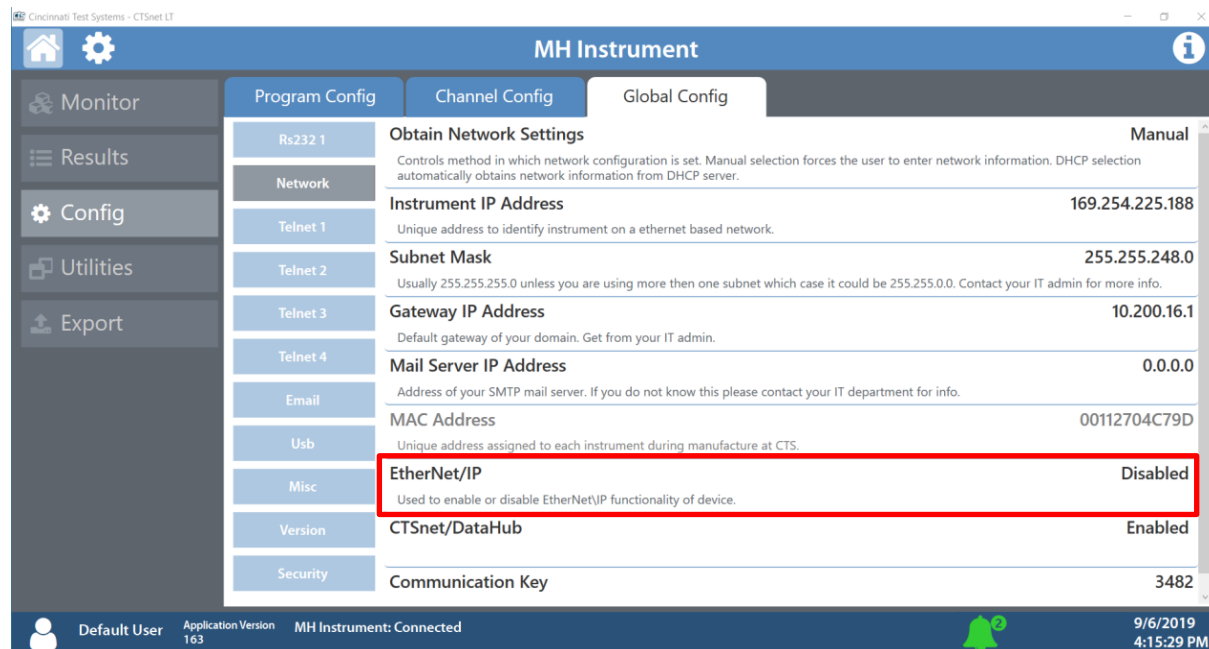 Cincinnati Test Systems - CTSnet LT
MH Instrument
Monitor
Results
Config
Utilities
Export
Program Config
Channel Config
Global Config
Rs232 1
Network
Telnet 1
Telnet 2
Telnet 3
Telnet 4
Email
Usb
Misc
Version
Security
Obtain Network Settings Manual
Controls method in which network configuration is set. Manual selection forces the user to enter network information. DHCP selection
automatically obtains network information from DHCP server.
Instrument IP Address 169.254.225.188
Unique address to identify instrument on a ethernet based network.
Subnet Mask 255.255.248.0
Usually 255.255.255.0 unless you are using more then one subnet which case it could be 255.255.0.0. Contact your IT admin for more info.
Gateway IP Address 10.200.16.1
Default gateway of your domain. Get from your IT admin.
Mail Server IP Address 0.0.0.0
Address of your SMTP mail server. If you do not know this please contact your IT department for info.
MAC Address 00112704C79D
Unique address assigned to each instrument during manufacture at CTS.
EtherNet/IP Disabled
Used to enable or disable EtherNet\IP functionality of device.
CTSnet/DataHub Enabled
Communication Key 3482
Default User
Application Version
163
MH Instrument: Connected
2
9/6/2019
4:15:29 PM